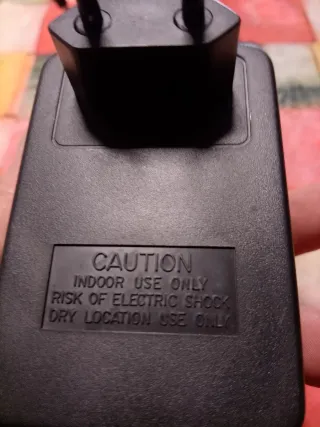 CAUTION
INDOOR USE ONLY
RISK OF ELECTRIC SHOCK
DRY LOCATION USE ONLY